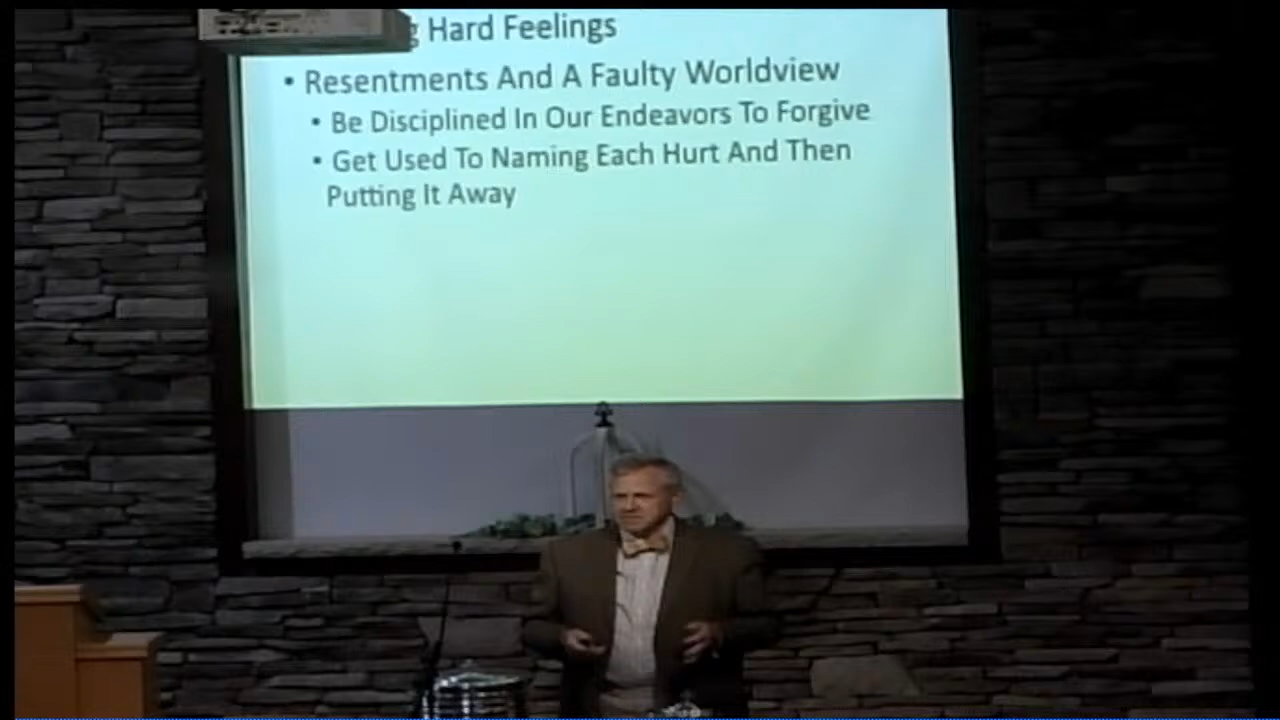 Hard Feelings
• Resentments And A Faulty Worldview
• Be Disciplined In Our Endeavors To Forgive
• Get Used To Naming Each Hurt And Then
Putting It Away